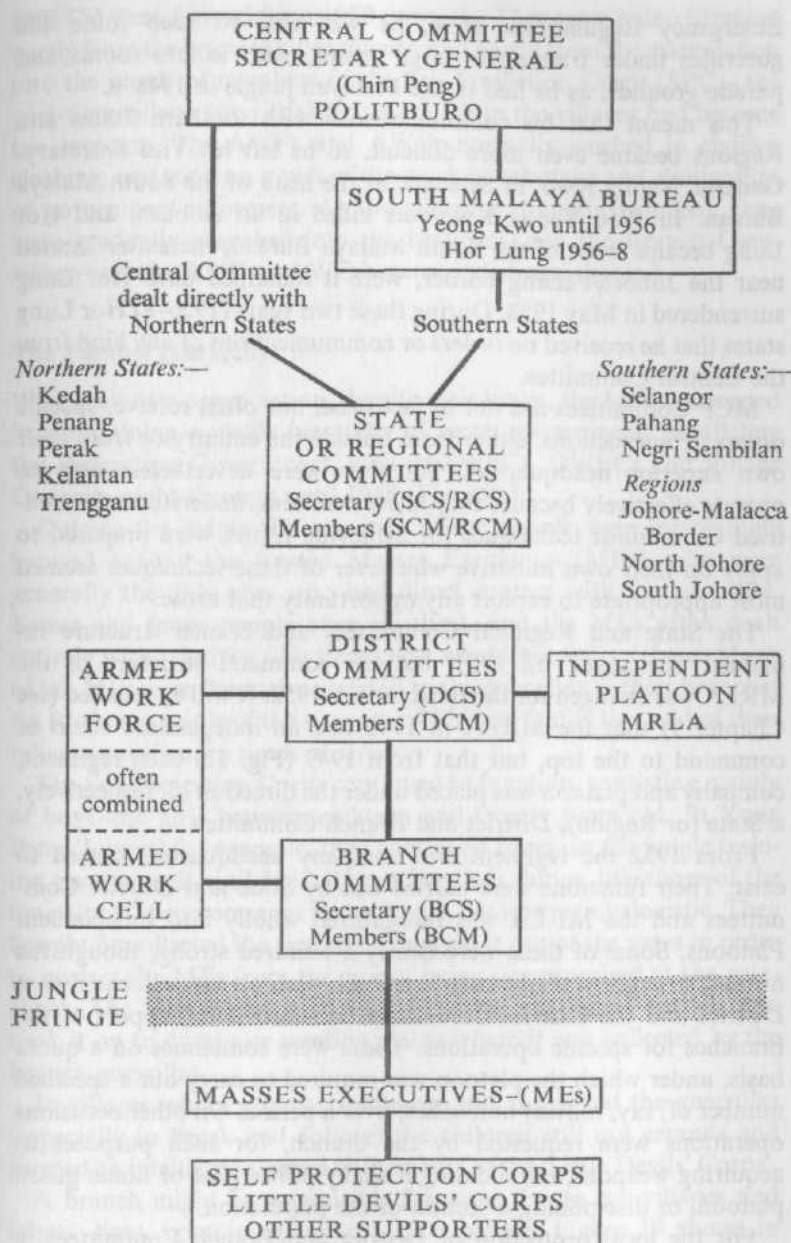 CENTRAL COMMITTEE
SECRETARY GENERAL
(Chin Peng)
POLITBURO
SOUTH MALAYA BUREAU
Yeong Kwo until 1956
Hor Lung 1956–8
Central Committee
dealt directly with
Northern States
Southern States
Northern States:—
Kedah
Penang
Perak
Kelantan
Trengganu
STATE
OR REGIONAL
COMMITTEES
Secretary (SCS/RCS)
Members (SCM/RCM)
Southern States:—
Selangor
Pahang
Negri Sembilan
Regions
Johore-Malacca
Border
North Johore
South Johore
ARMED
WORK
FORCE
often
combined
ARMED
WORK
CELL
DISTRICT
COMMITTEES
Secretary (DCS)
Members (DCM)
INDEPENDENT
PLATOON
MRLA
BRANCH
COMMITTEES
Secretary (BCS)
Members (BCM)
JUNGLE
FRINGE
MASSES EXECUTIVES–(MEs)
SELF PROTECTION CORPS
LITTLE DEVILS' CORPS
OTHER SUPPORTERS